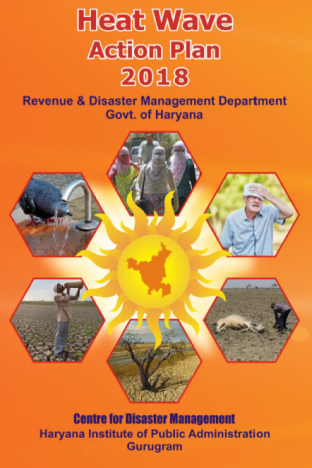 Heat Wave
Action Plan
2018
Revenue & Disaster Management Department
Govt. of Haryana
Centre for Disaster Management
Haryana Institute of Public Administration
Gurugram